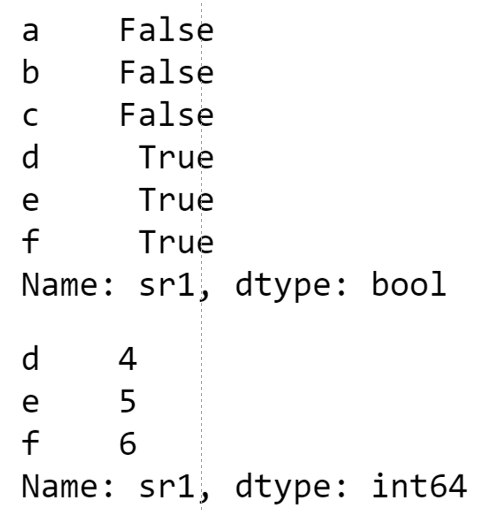 a    False
b    False
c    False
d     True
e     True
f     True
Name: sr1, dtype: bool
d    4
e    5
f    6
Name: sr1, dtype: int64